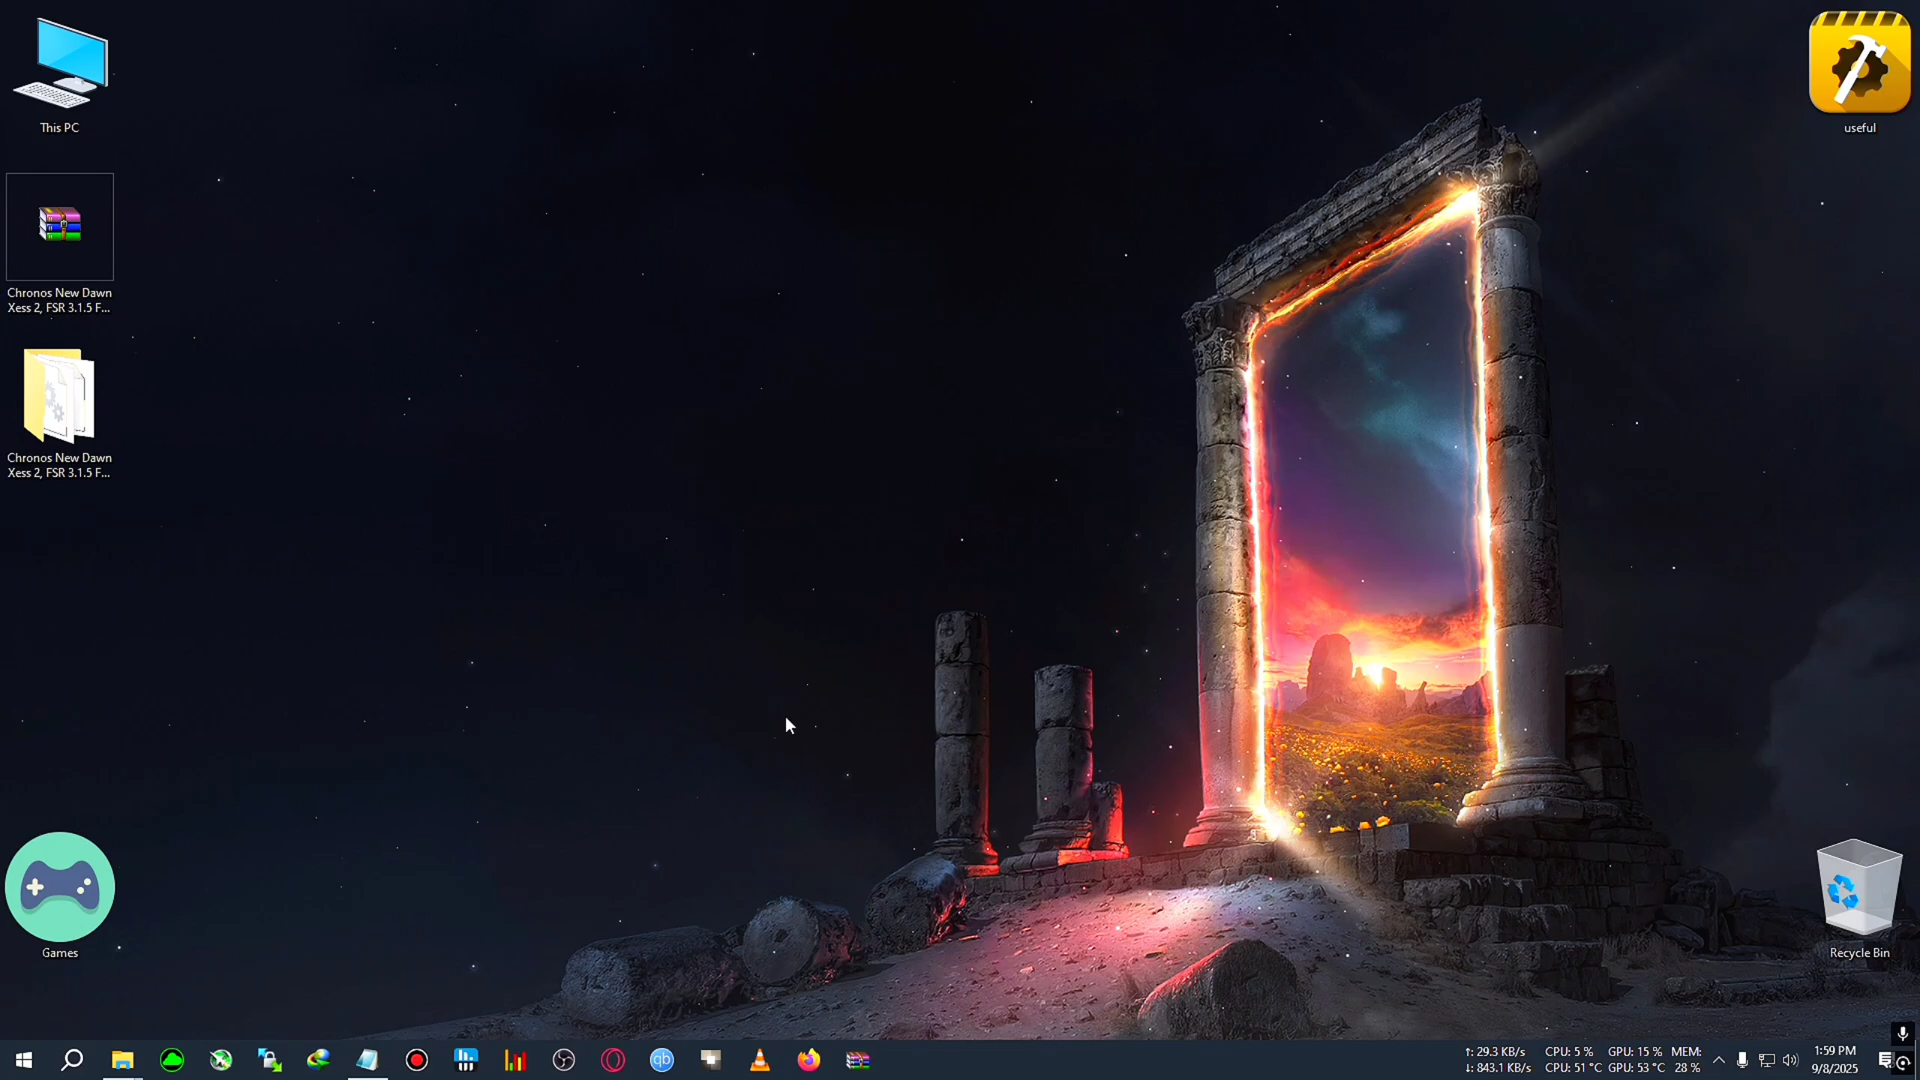 This PC
useful
Chronos New Dawn
Xess 2, FSR 3.1.5 F...
Chronos New Dawn
Xess 2, FSR 3.1.5 F...
Games
Recycle Bin
qb
↑: 29.3 KB/s CPU: 5 % GPU: 15 % MEM: 1:59 PM
↓: 843.1 KB/s CPU: 51 °C GPU: 53 °C 28 % 9/8/2025